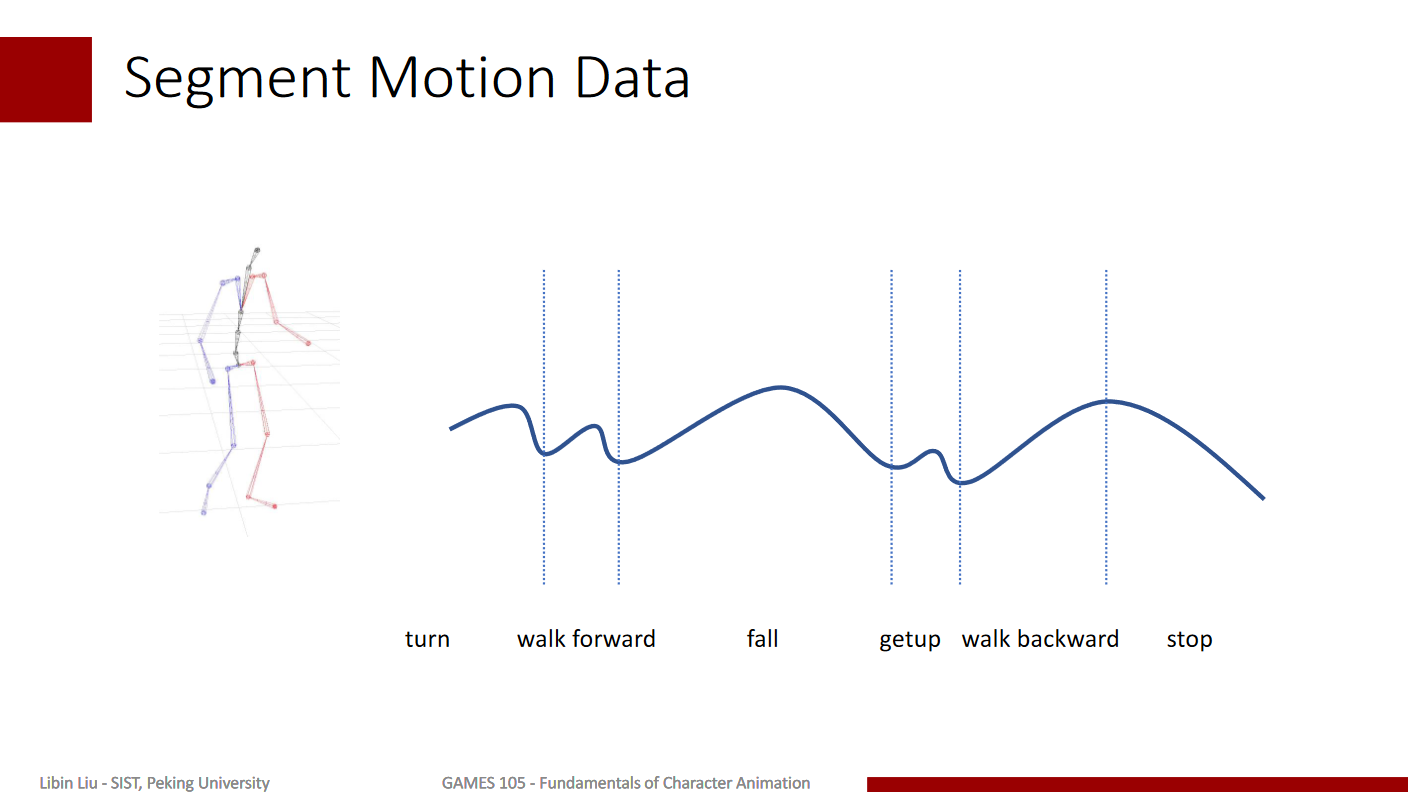 Segment Motion Data
turn walk forward fall getup walk backward stop
Libin Liu - SIST, Peking University GAMES 105 - Fundamentals of Character Animation